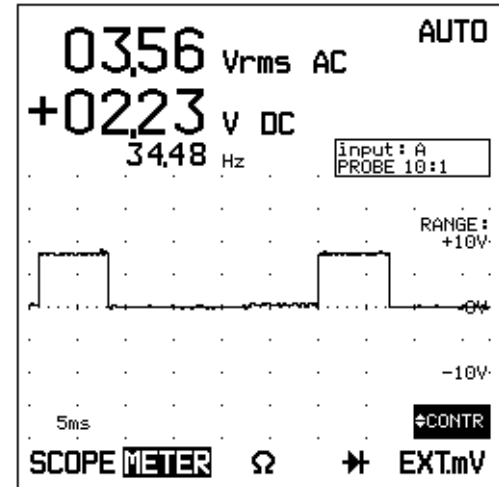 AUTO
03,56 Vrms AC
+02,23 V DC
34,48 Hz
input: A
PROBE 10:1
RANGE:
+10V
0V
-10V
5ms
CONTR
SCOPE METER Ω EXT.mV